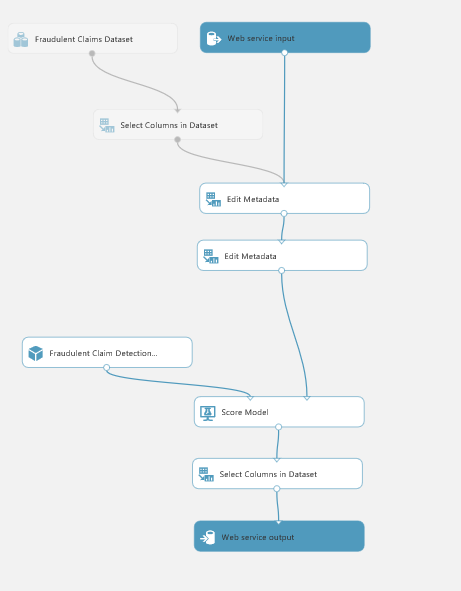 Fraudulent Claims Dataset
Web service input
Select Columns in Dataset
Edit Metadata
Edit Metadata
Fraudulent Claim Detection...
Score Model
Select Columns in Dataset
Web service output